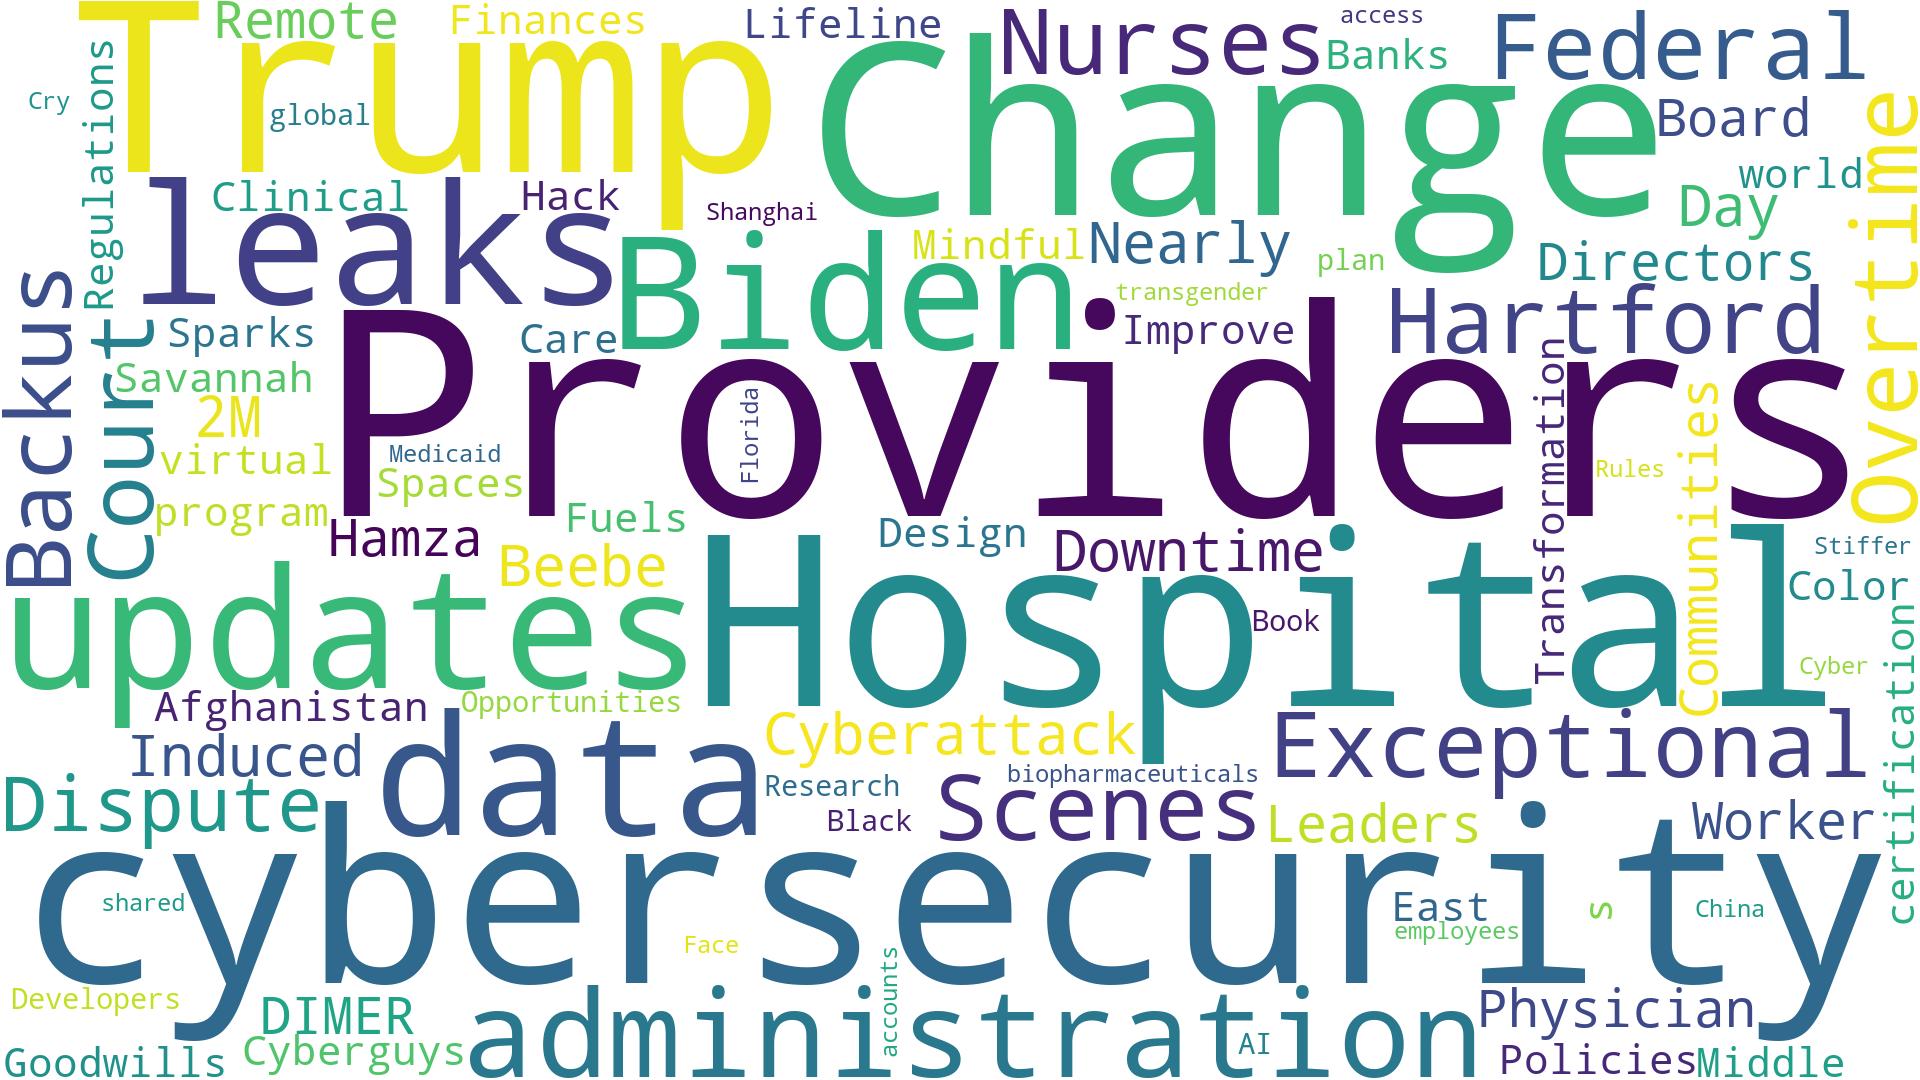 Trump
Remote
Finances
Lifeline
Nurses
access
Banks
Federal
Board
Cry
Regulations
global
Change
world
Day
Overtime
leaks
Clinical
Hack
Shanghai
Biden
Mindful
Nearly
plan
Directors
Backus
Court
Sparks
Care
transgender
Improve
Hartford
Savannah
2M
virtual
program
Providers
Medicaid
Spaces
Florida
Transformation
Rules
Communities
Hamza
Fuels
Beebe
Design
Downtime
Stiffer
Color
updates
Hospital
Book
Cyber
certification
Afghanistan
Opportunities
Induced
data
Cyberattack
Exceptional
Research
biopharmaceuticals
Dispute
Black
Scenes
Leaders
Worker
cybersecurity
shared
Face
East
employees
s
China
Developers
DIMER
accounts
administration
AI
Physician
Goodwills
Cyberguys
Policies
Middle